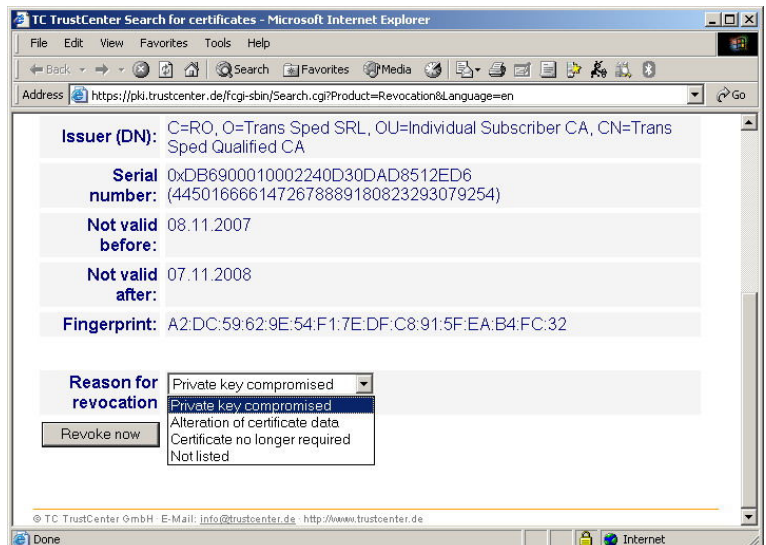 TC TrustCenter Search for certificates - Microsoft Internet Explorer
File Edit View Favorites Tools Help
Back Search Favorites Media
Address https://pki.trustcenter.de/fcgi-sbin/Search.cgi?Product=Revocation&Language=en Go
Issuer (DN): C=RO, O=Trans Sped SRL, OU=Individual Subscriber CA, CN=Trans
Sped Qualified CA
Serial number: 0xDB6900010002240D30DAD8512ED6
(4450166661472678889180823293079254)
Not valid before: 08.11.2007
Not valid after: 07.11.2008
Fingerprint: A2:DC:59:62:9E:54:F1:7E:DF:C8:91:5F:EA:B4:FC:32
Reason for revocation Private key compromised
Private key compromised
Alteration of certificate data
Certificate no longer required
Not listed
Revoke now
© TC TrustCenter GmbH · E-Mail: info@trustcenter.de · http://www.trustcenter.de
Done Internet